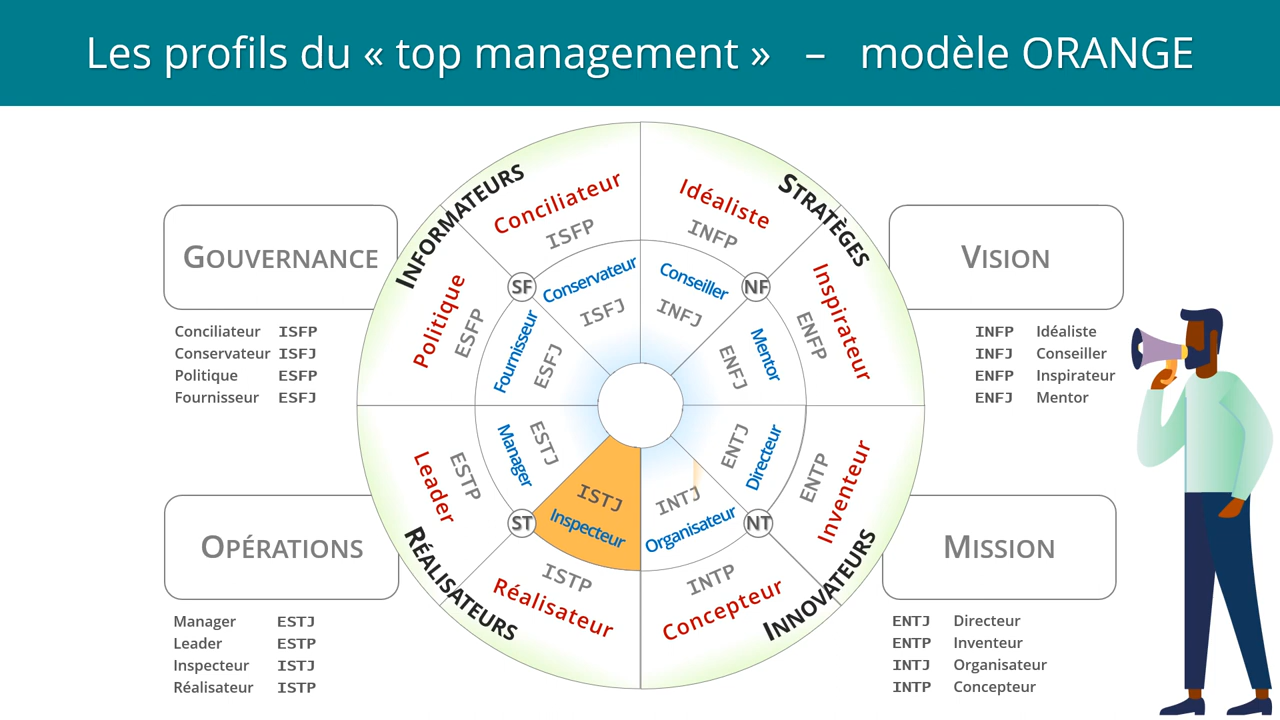 Les profils du « top management » – modèle ORANGE
GOUVERNANCE
Conciliateur ISFP
Conservateur ISFJ
Politique ESFP
Fournisseur ESFJ
OPÉRATIONS
Manager ESTJ
Leader ESTP
Inspecteur ISTJ
Réalisateur ISTP
INFORMATEURS
Conciliateur
ISFP
Politique
ESFP
SF
Conservateur
ISFJ
Fournisseur
ESFJ
STRATÈGES
Idéaliste
INFP
Inspirateur
ENFP
NF
Conseiller
INFJ
Mentor
ENFJ
RÉALISATEURS
Leader
ESTP
Manager
ESTJ
ST
ISTJ
Inspecteur
ISTP
Réalisateur
INNOVATEURS
ENTJ
Directeur
ENTP
Inventeur
NT
INTJ
Organisateur
INTP
Concepteur
VISION
INFP Idéaliste
INFJ Conseiller
ENFP Inspirateur
ENFJ Mentor
MISSION
ENTJ Directeur
ENTP Inventeur
INTJ Organisateur
INTP Concepteur